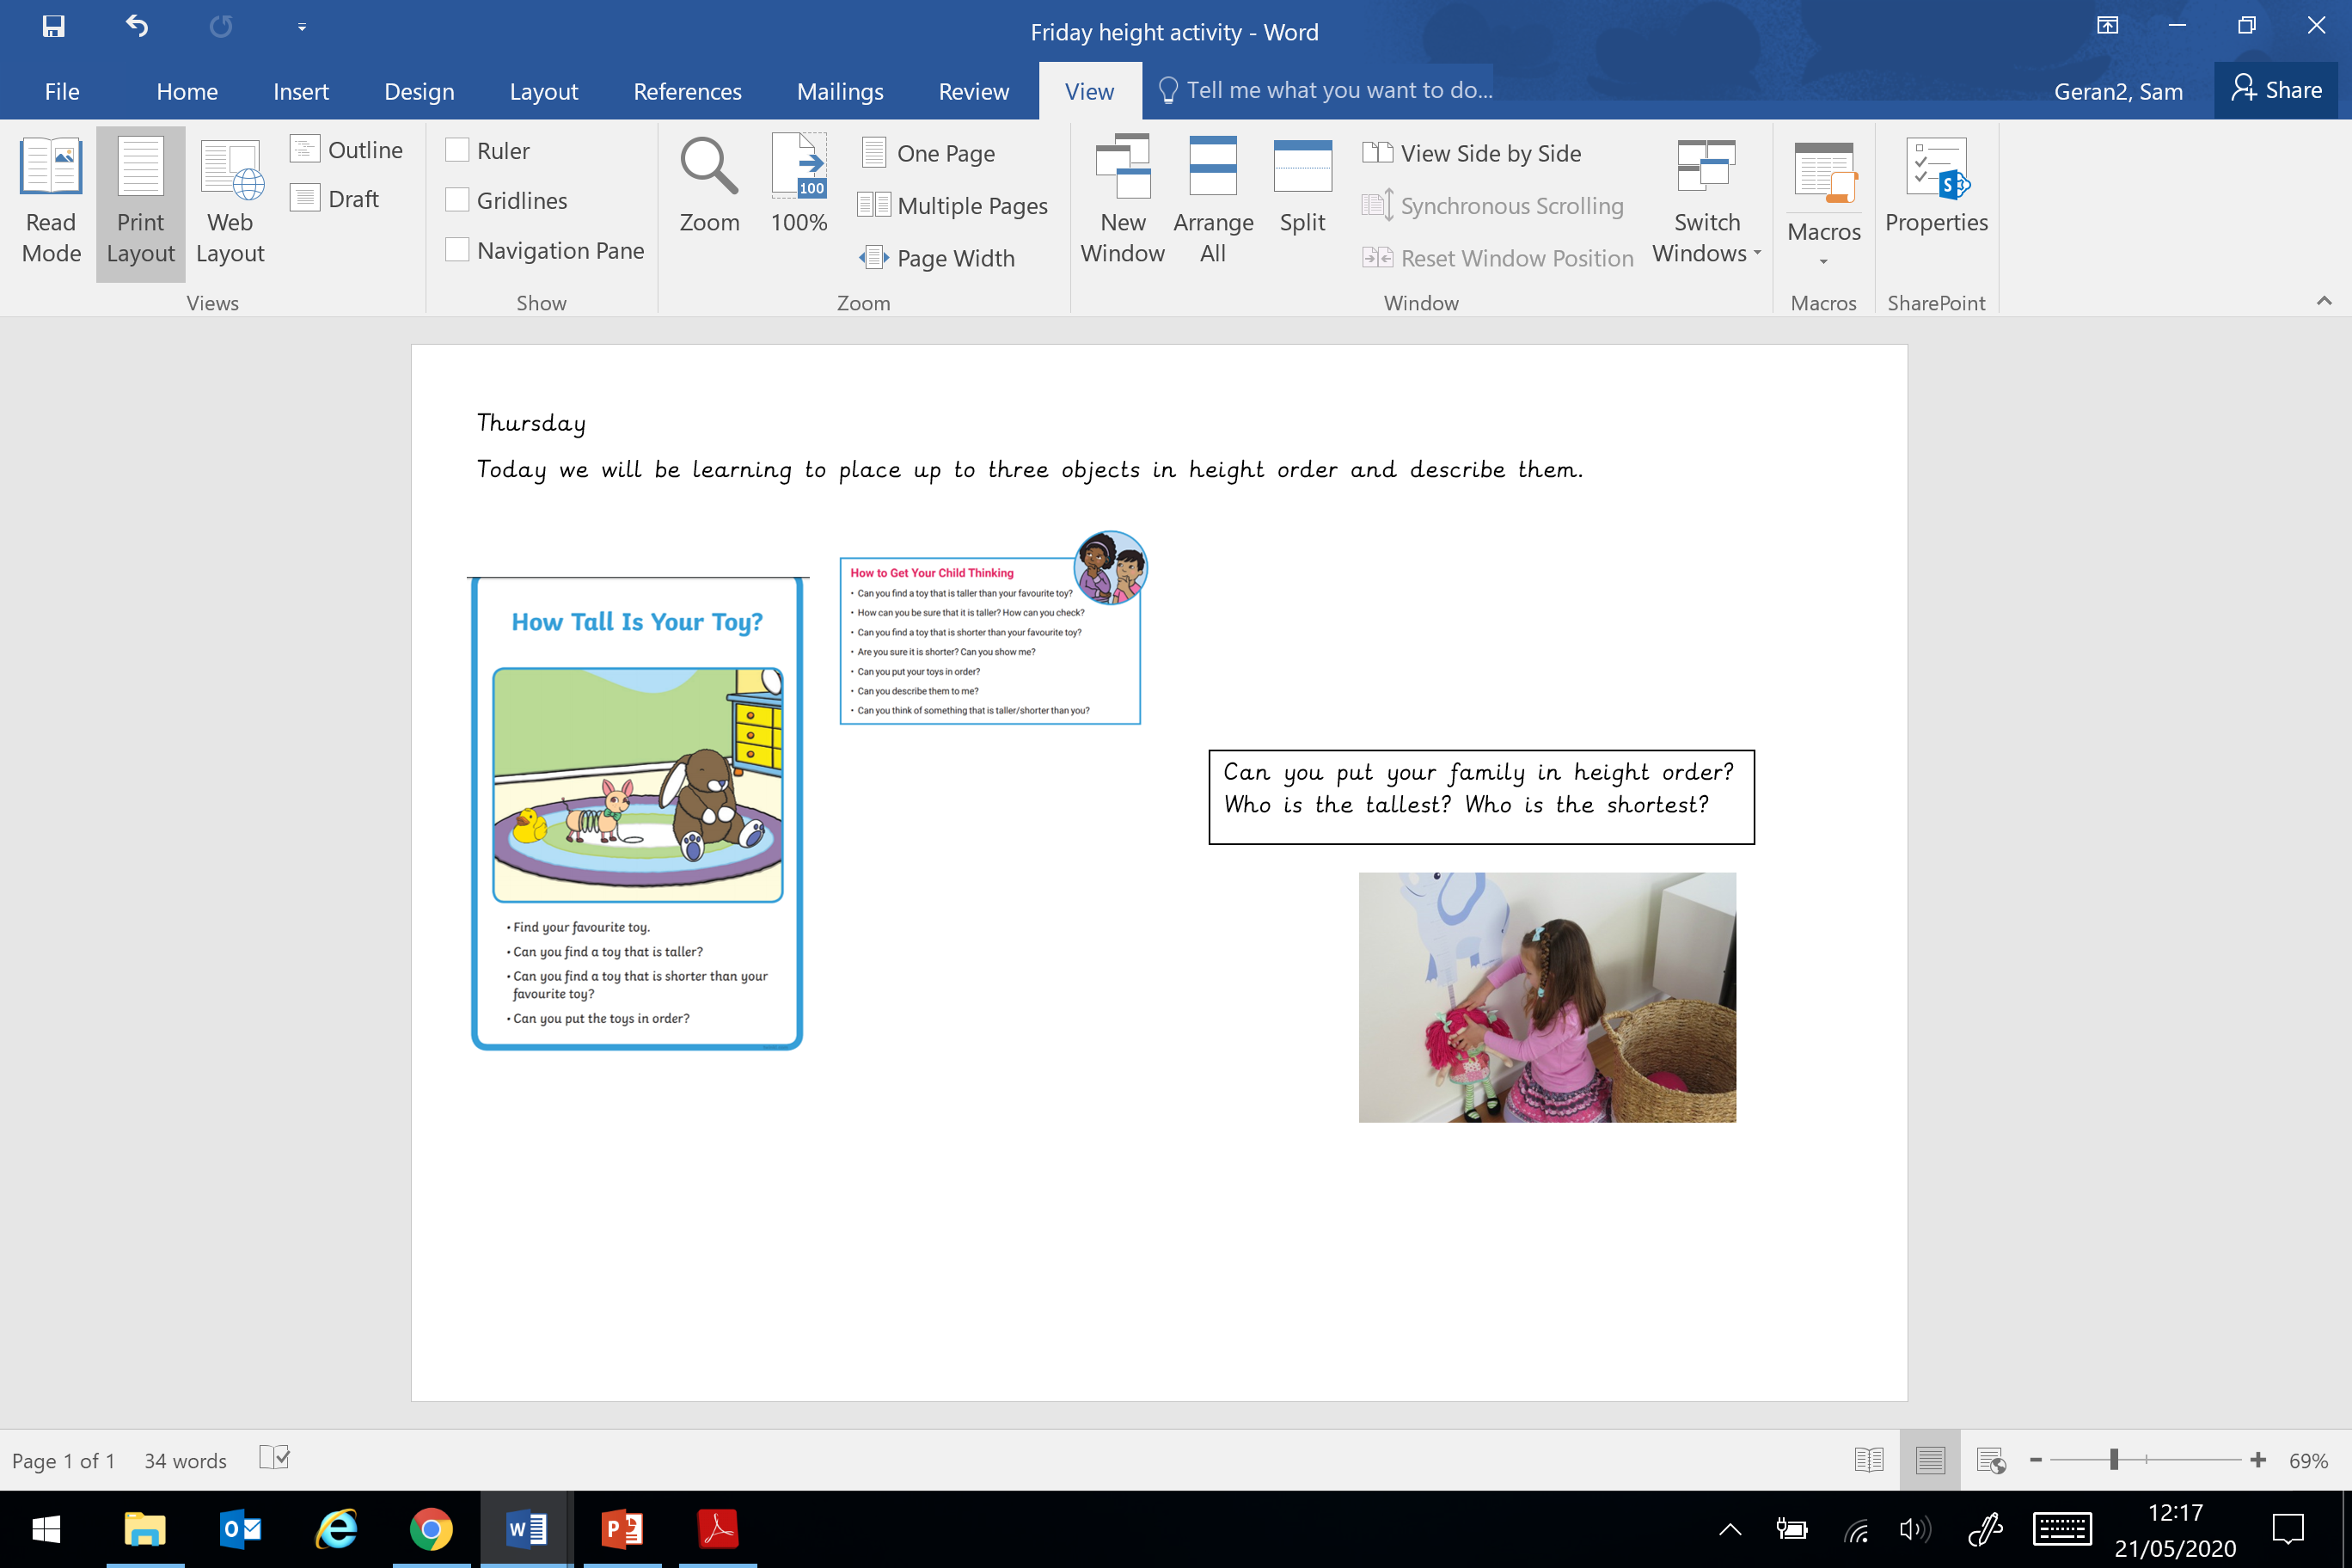 Friday height activity - Word
File Home Insert Design Layout References Mailings Review View Tell me what you want to do... Geran2, Sam Share
Read Mode
Print Layout
Web Layout
Outline
Draft
Views
Ruler
Gridlines
Navigation Pane
Show
Zoom
100
100%
One Page
Multiple Pages
Page Width
Zoom
New Window
Arrange All
Split
View Side by Side
Synchronous Scrolling
Reset Window Position
Switch Windows
Window
Macros
Macros
S
Properties
SharePoint
Thursday
Today we will be learning to place up to three objects in height order and describe them.
How Tall Is Your Toy?
• Find your favourite toy.
• Can you find a toy that is taller?
• Can you find a toy that is shorter than your
favourite toy?
• Can you put the toys in order?
How to Get Your Child Thinking
• Can you find a toy that is taller than your favourite toy?
• How can you be sure that it is taller? How can you check?
• Can you find a toy that is shorter than your favourite toy?
• Are you sure it is shorter? Can you show me?
• Can you put your toys in order?
• Can you describe them to me?
• Can you think of something that is taller/shorter than you?
Can you put your family in height order?
Who is the tallest? Who is the shortest?
Page 1 of 1 34 words 69%
12:17
21/05/2020